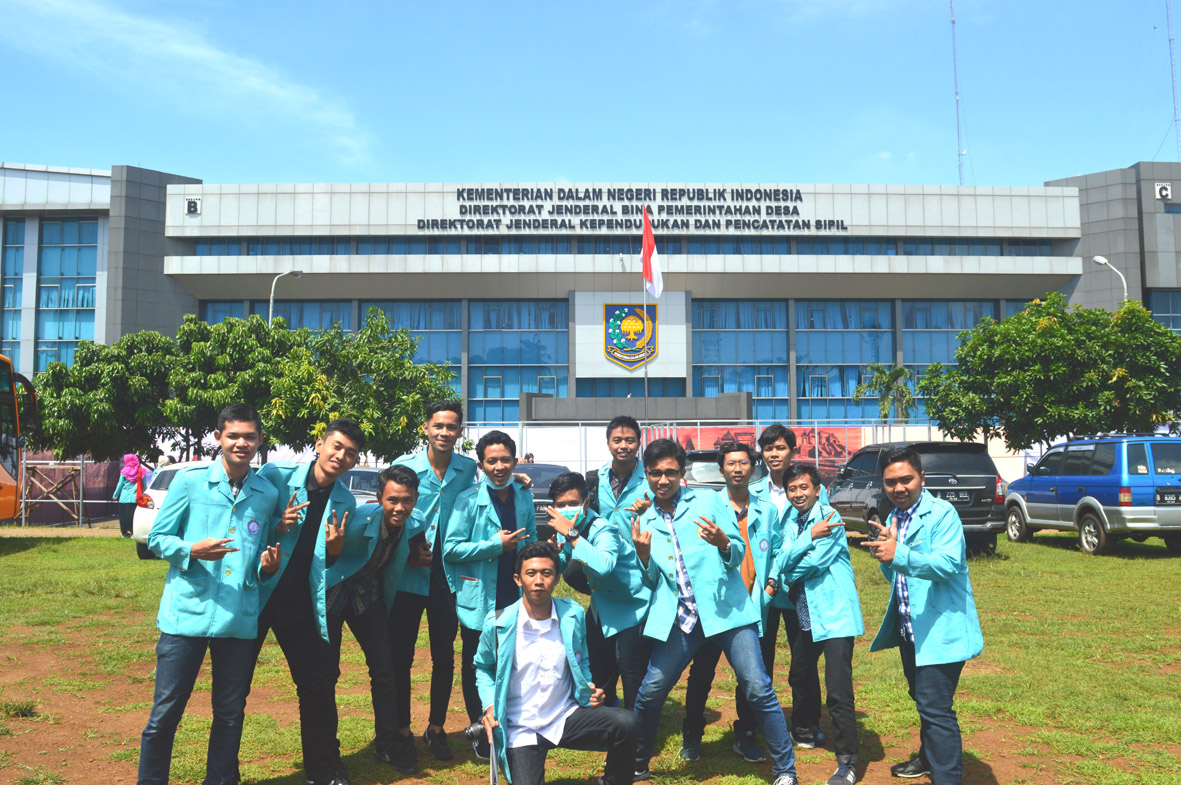 KEMENTERIAN DALAM NEGERI REPUBLIK INDONESIA
DIREKTORAT JENDERAL BINA PEMERINTAHAN DESA
DIREKTORAT JENDERAL KEPENDUDUKAN DAN PENCATATAN SIPIL
B
C